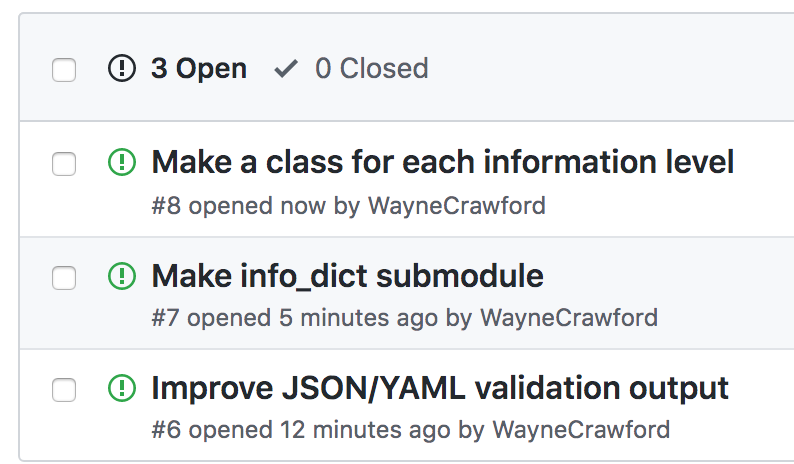 3 Open 0 Closed
Make a class for each information level
#8 opened now by WayneCrawford
Make info_dict submodule
#7 opened 5 minutes ago by WayneCrawford
Improve JSON/YAML validation output
#6 opened 12 minutes ago by WayneCrawford